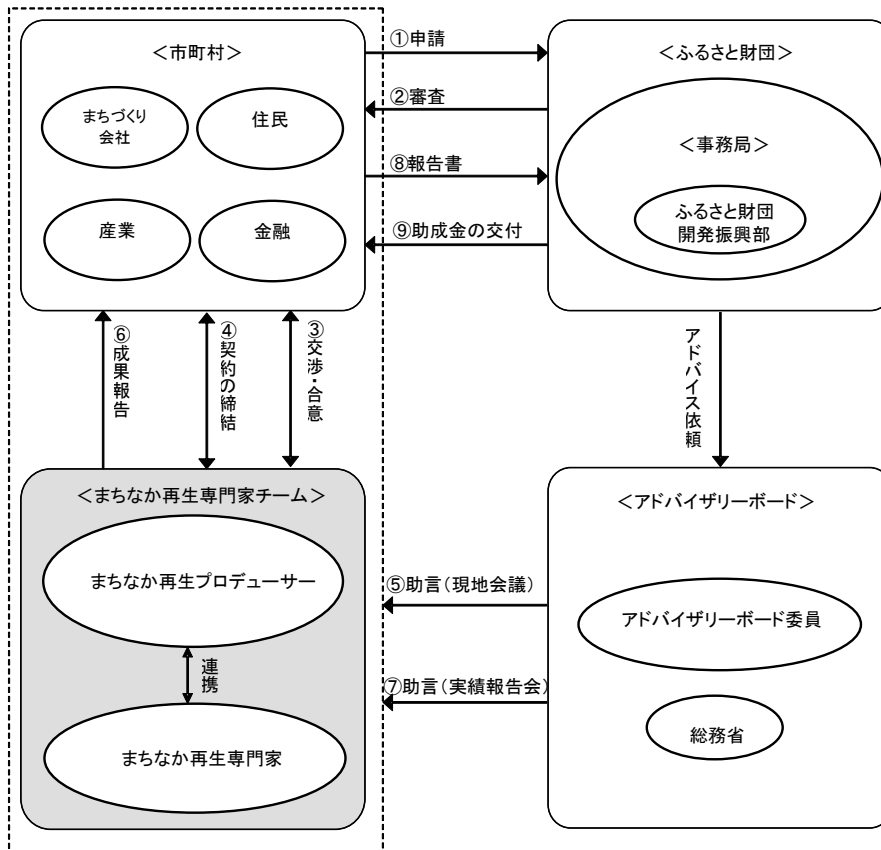 ＜市町村＞
まちづくり
会社
住民
産業
金融
①申請
②審査
⑧報告書
⑨助成金の交付
＜ふるさと財団＞
＜事務局＞
ふるさと財団
開発振興部
⑥成果報告
④契約の締結
③交渉・合意
アドバイス依頼
＜まちなか再生専門家チーム＞
まちなか再生プロデューサー
連携
まちなか再生専門家
⑤助言（現地会議）
⑦助言（実績報告会）
＜アドバイザリーボード＞
アドバイザリーボード委員
総務省